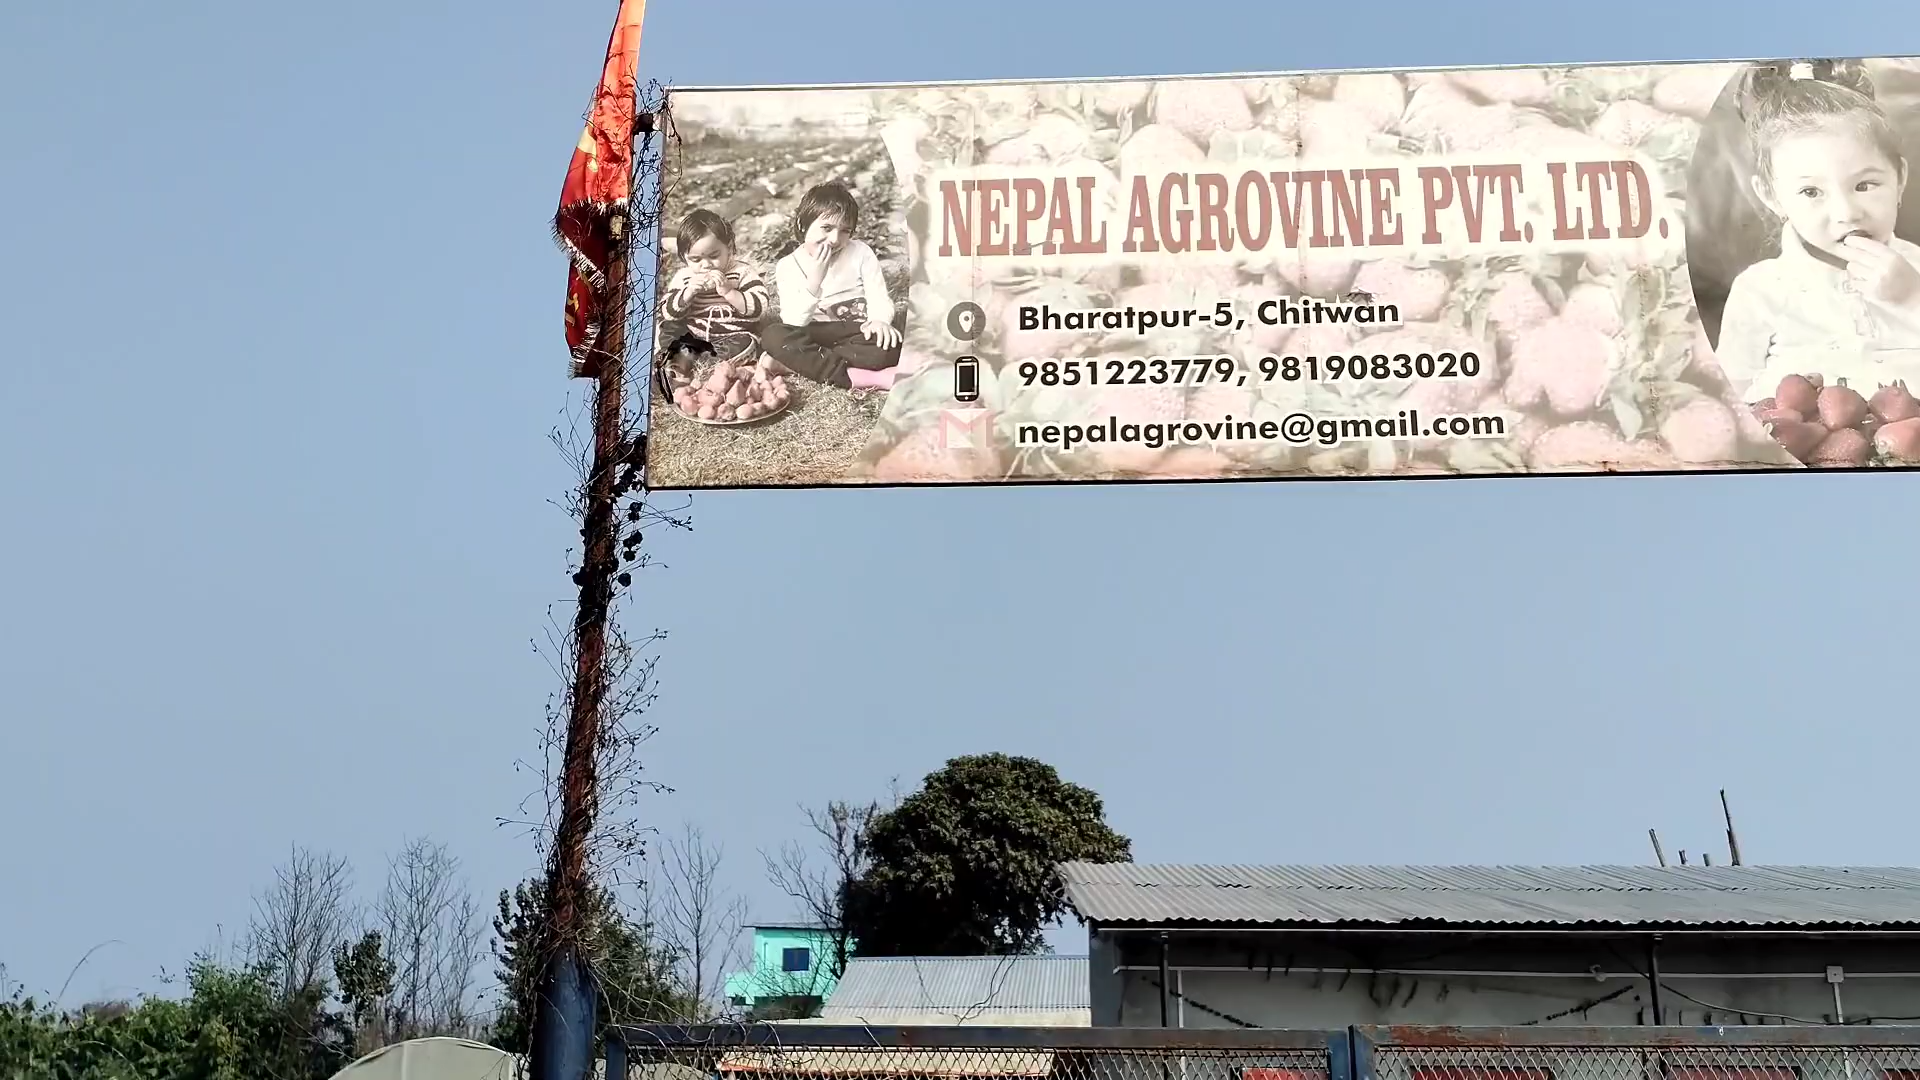 NEPAL AGROVINE PVT. LTD.
Bharatpur-5, Chitwan
9851223779, 9819083020
nepalagrovine@gmail.com